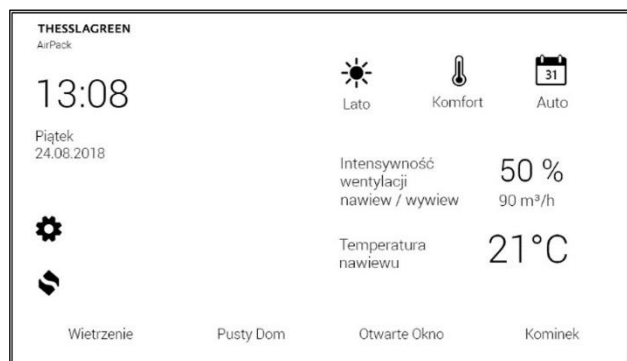 THESSLAGREEN
AirPack
13:08
Piątek
24.08.2018
31
Lato
Komfort
Auto
Intensywność
wentylacji
nawiew / wywiew
50 %
90 m³/h
Temperatura
nawiewu
21°C
Wietrzenie
Pusty Dom
Otwarte Okno
Kominek